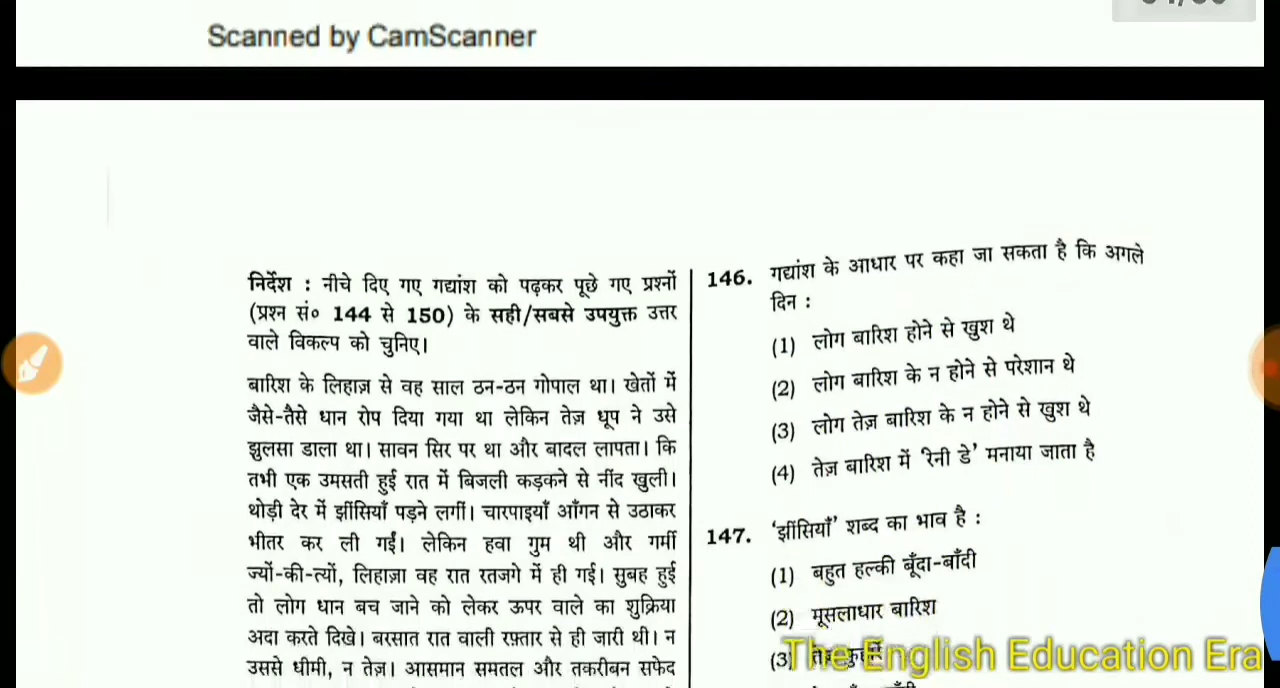 Scanned by CamScanner
निर्देश : नीचे दिए गए गद्यांश को पढ़कर पूछे गए प्रश्नों
(प्रश्न सं० 144 से 150) के सही/सबसे उपयुक्त उत्तर
वाले विकल्प को चुनिए।
बारिश के लिहाज़ से वह साल ठन-ठन गोपाल था। खेतों में
जैसे-तैसे धान रोप दिया गया था लेकिन तेज़ धूप ने उसे
झुलसा डाला था। सावन सिर पर था और बादल लापता। कि
तभी एक उमसती हुई रात में बिजली कड़कने से नींद खुली।
थोड़ी देर में झींसियाँ पड़ने लगीं। चारपाइयाँ आँगन से उठाकर
भीतर कर ली गईं। लेकिन हवा गुम थी और गर्मी
ज्यों-की-त्यों, लिहाज़ा वह रात रतजगे में ही गई। सुबह हुई
तो लोग धान बच जाने को लेकर ऊपर वाले का शुक्रिया
अदा करते दिखे। बरसात रात वाली रफ़्तार से ही जारी थी। न
उससे धीमी, न तेज़। आसमान समतल और तकरीबन सफेद
146. गद्यांश के आधार पर कहा जा सकता है कि अगले
दिन :
(1) लोग बारिश होने से खुश थे
(2) लोग बारिश के न होने से परेशान थे
(3) लोग तेज़ बारिश के न होने से खुश थे
(4) तेज़ बारिश में ‘रेनी डे’ मनाया जाता है
147. ‘झींसियाँ’ शब्द का भाव है :
(1) बहुत हल्की बूँदा-बाँदी
(2) मूसलाधार बारिश
(3)
The English Education Era